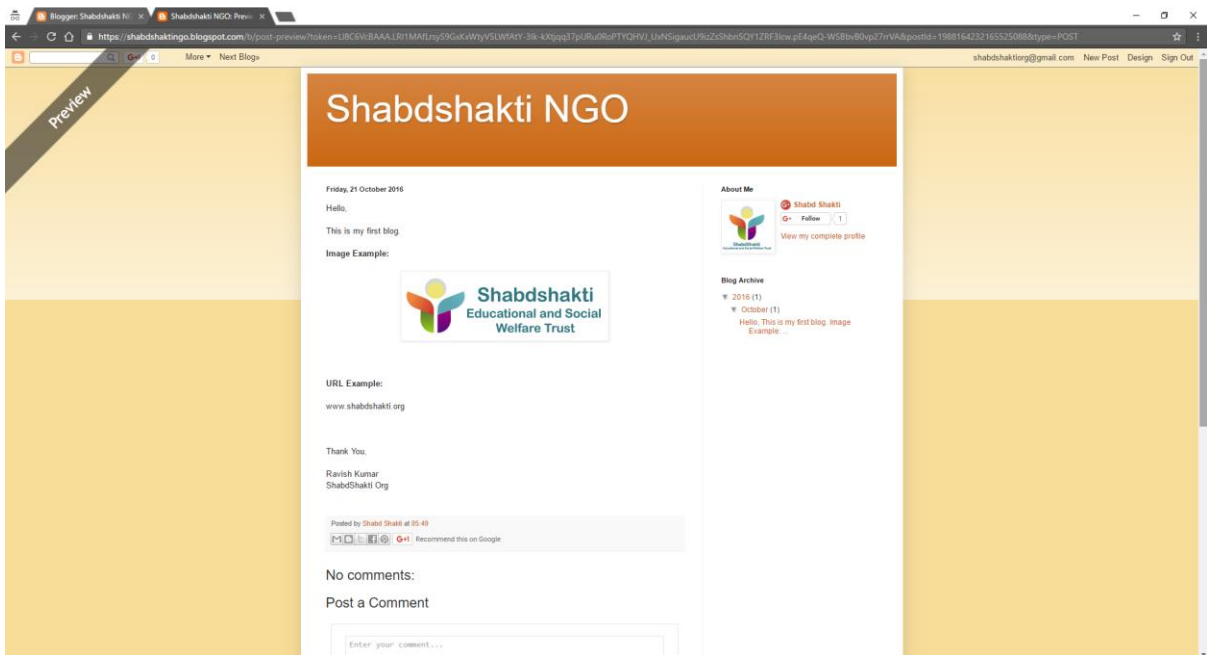 Blogger: Shabdshakti N
Shabdshakti NGO: Previ
https://shabdshaktingo.blogspot.com/b/post-preview?token=
G+1 0 More Next Blog»
shabdshaktiorg@gmail.com New Post Design Sign Out
Preview
Shabdshakti NGO
Friday, 21 October 2016
Hello,
This is my first blog.
Image Example:
Shabdshakti
Educational and Social
Welfare Trust
URL Example:
www.shabdshakti.org
Thank You,
Ravish Kumar
ShabdShakti Org
Posted by Shabd Shakti at 05:49
G+1 Recommend this on Google
No comments:
Post a Comment
Enter your comment...
About Me
Shabd Shakti
G+ Follow 1
View my complete profile
Blog Archive
▼ 2016 (1)
▼ October (1)
Hello, This is my first blog. Image
Example: ...